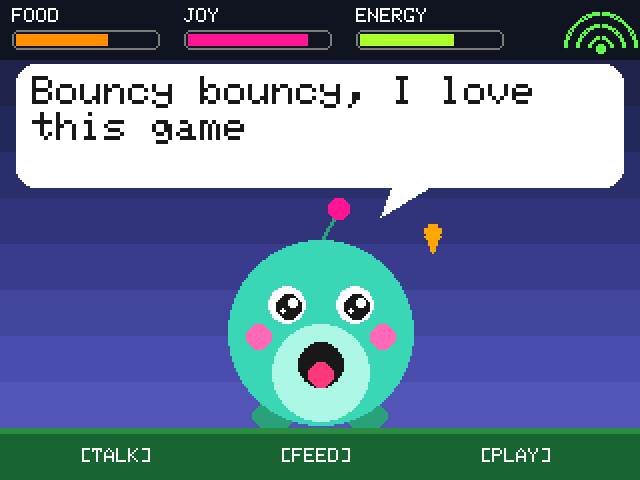 FOOD JOY ENERGY
Bouncy bouncy, I love
this game
[TALK] [FEED] [PLAY]